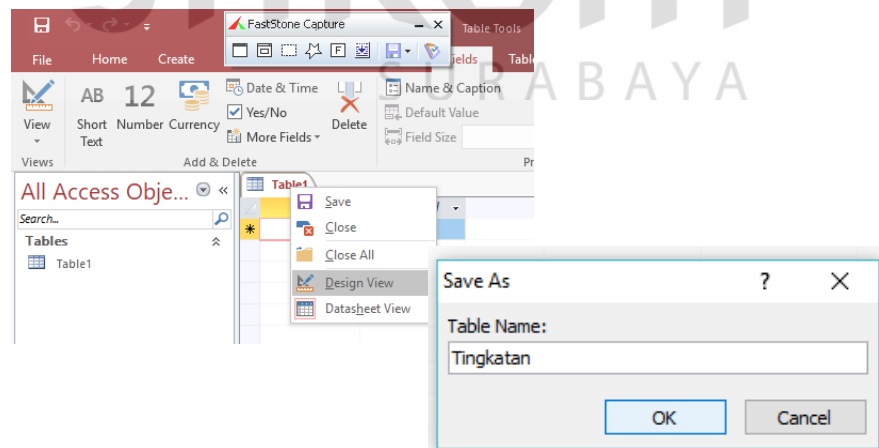 SURABAYA
FastStone Capture
Table Tools
File Home Create Fields Tabl
View
AB Short Text
12 Number
Currency
Date & Time
Yes/No
More Fields
Delete
Name & Caption
Default Value
Field Size
Views Add & Delete Pr
All Access Obje...
Search...
Tables
Table1
Table1
Save
Close
Close All
Design View
Datasheet View
Save As ?
Table Name:
Tingkatan
OK Cancel